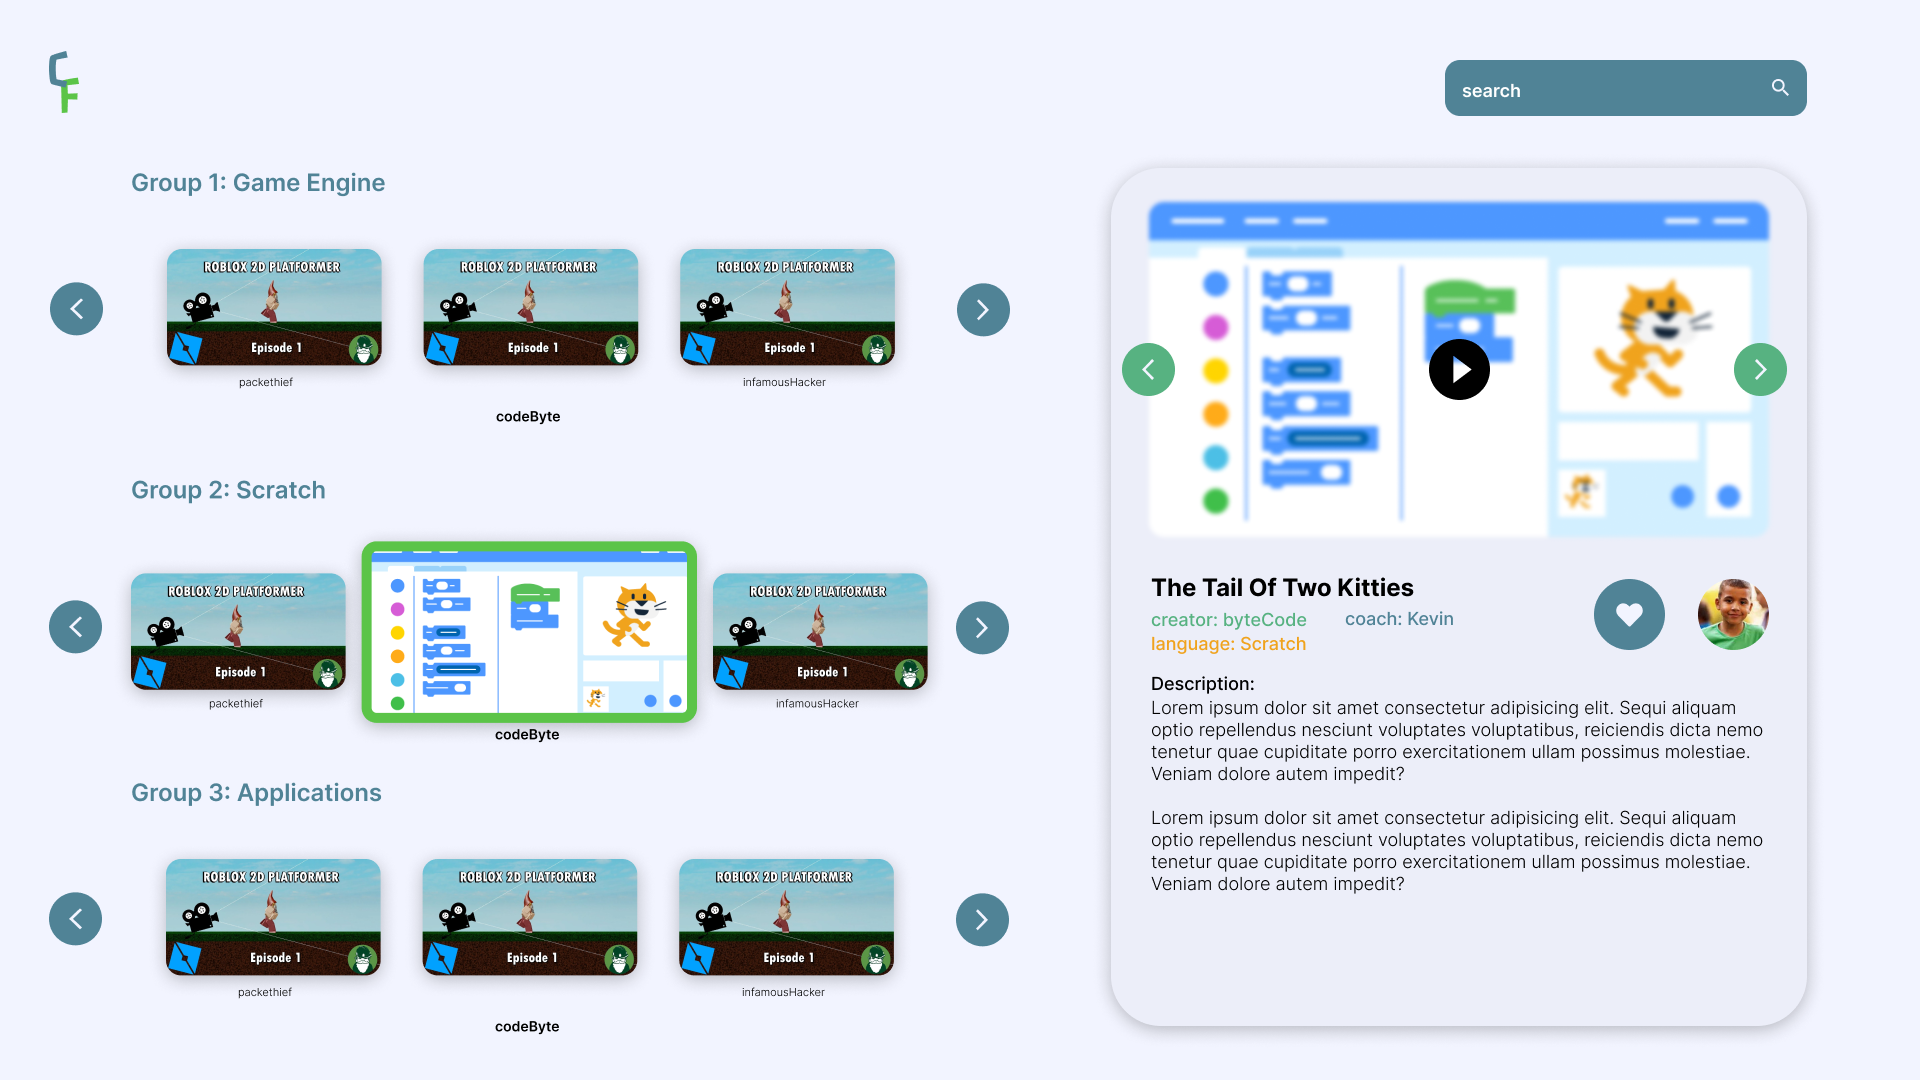 CF
search
Group 1: Game Engine
ROBLOX 2D PLATFORMER
Episode 1
packethief
ROBLOX 2D PLATFORMER
Episode 1
codeByte
ROBLOX 2D PLATFORMER
Episode 1
infamousHacker
Group 2: Scratch
ROBLOX 2D PLATFORMER
Episode 1
packethief
codeByte
ROBLOX 2D PLATFORMER
Episode 1
infamousHacker
Group 3: Applications
ROBLOX 2D PLATFORMER
Episode 1
packethief
ROBLOX 2D PLATFORMER
Episode 1
codeByte
ROBLOX 2D PLATFORMER
Episode 1
infamousHacker
The Tail Of Two Kitties
creator: byteCode
coach: Kevin
language: Scratch
Description:
Lorem ipsum dolor sit amet consectetur adipisicing elit. Sequi aliquam
optio repellendus nesciunt voluptates voluptatibus, reiciendis dicta nemo
tenetur quae cupiditate porro exercitationem ullam possimus molestiae.
Veniam dolore autem impedit?
Lorem ipsum dolor sit amet consectetur adipisicing elit. Sequi aliquam
optio repellendus nesciunt voluptates voluptatibus, reiciendis dicta nemo
tenetur quae cupiditate porro exercitationem ullam possimus molestiae.
Veniam dolore autem impedit?